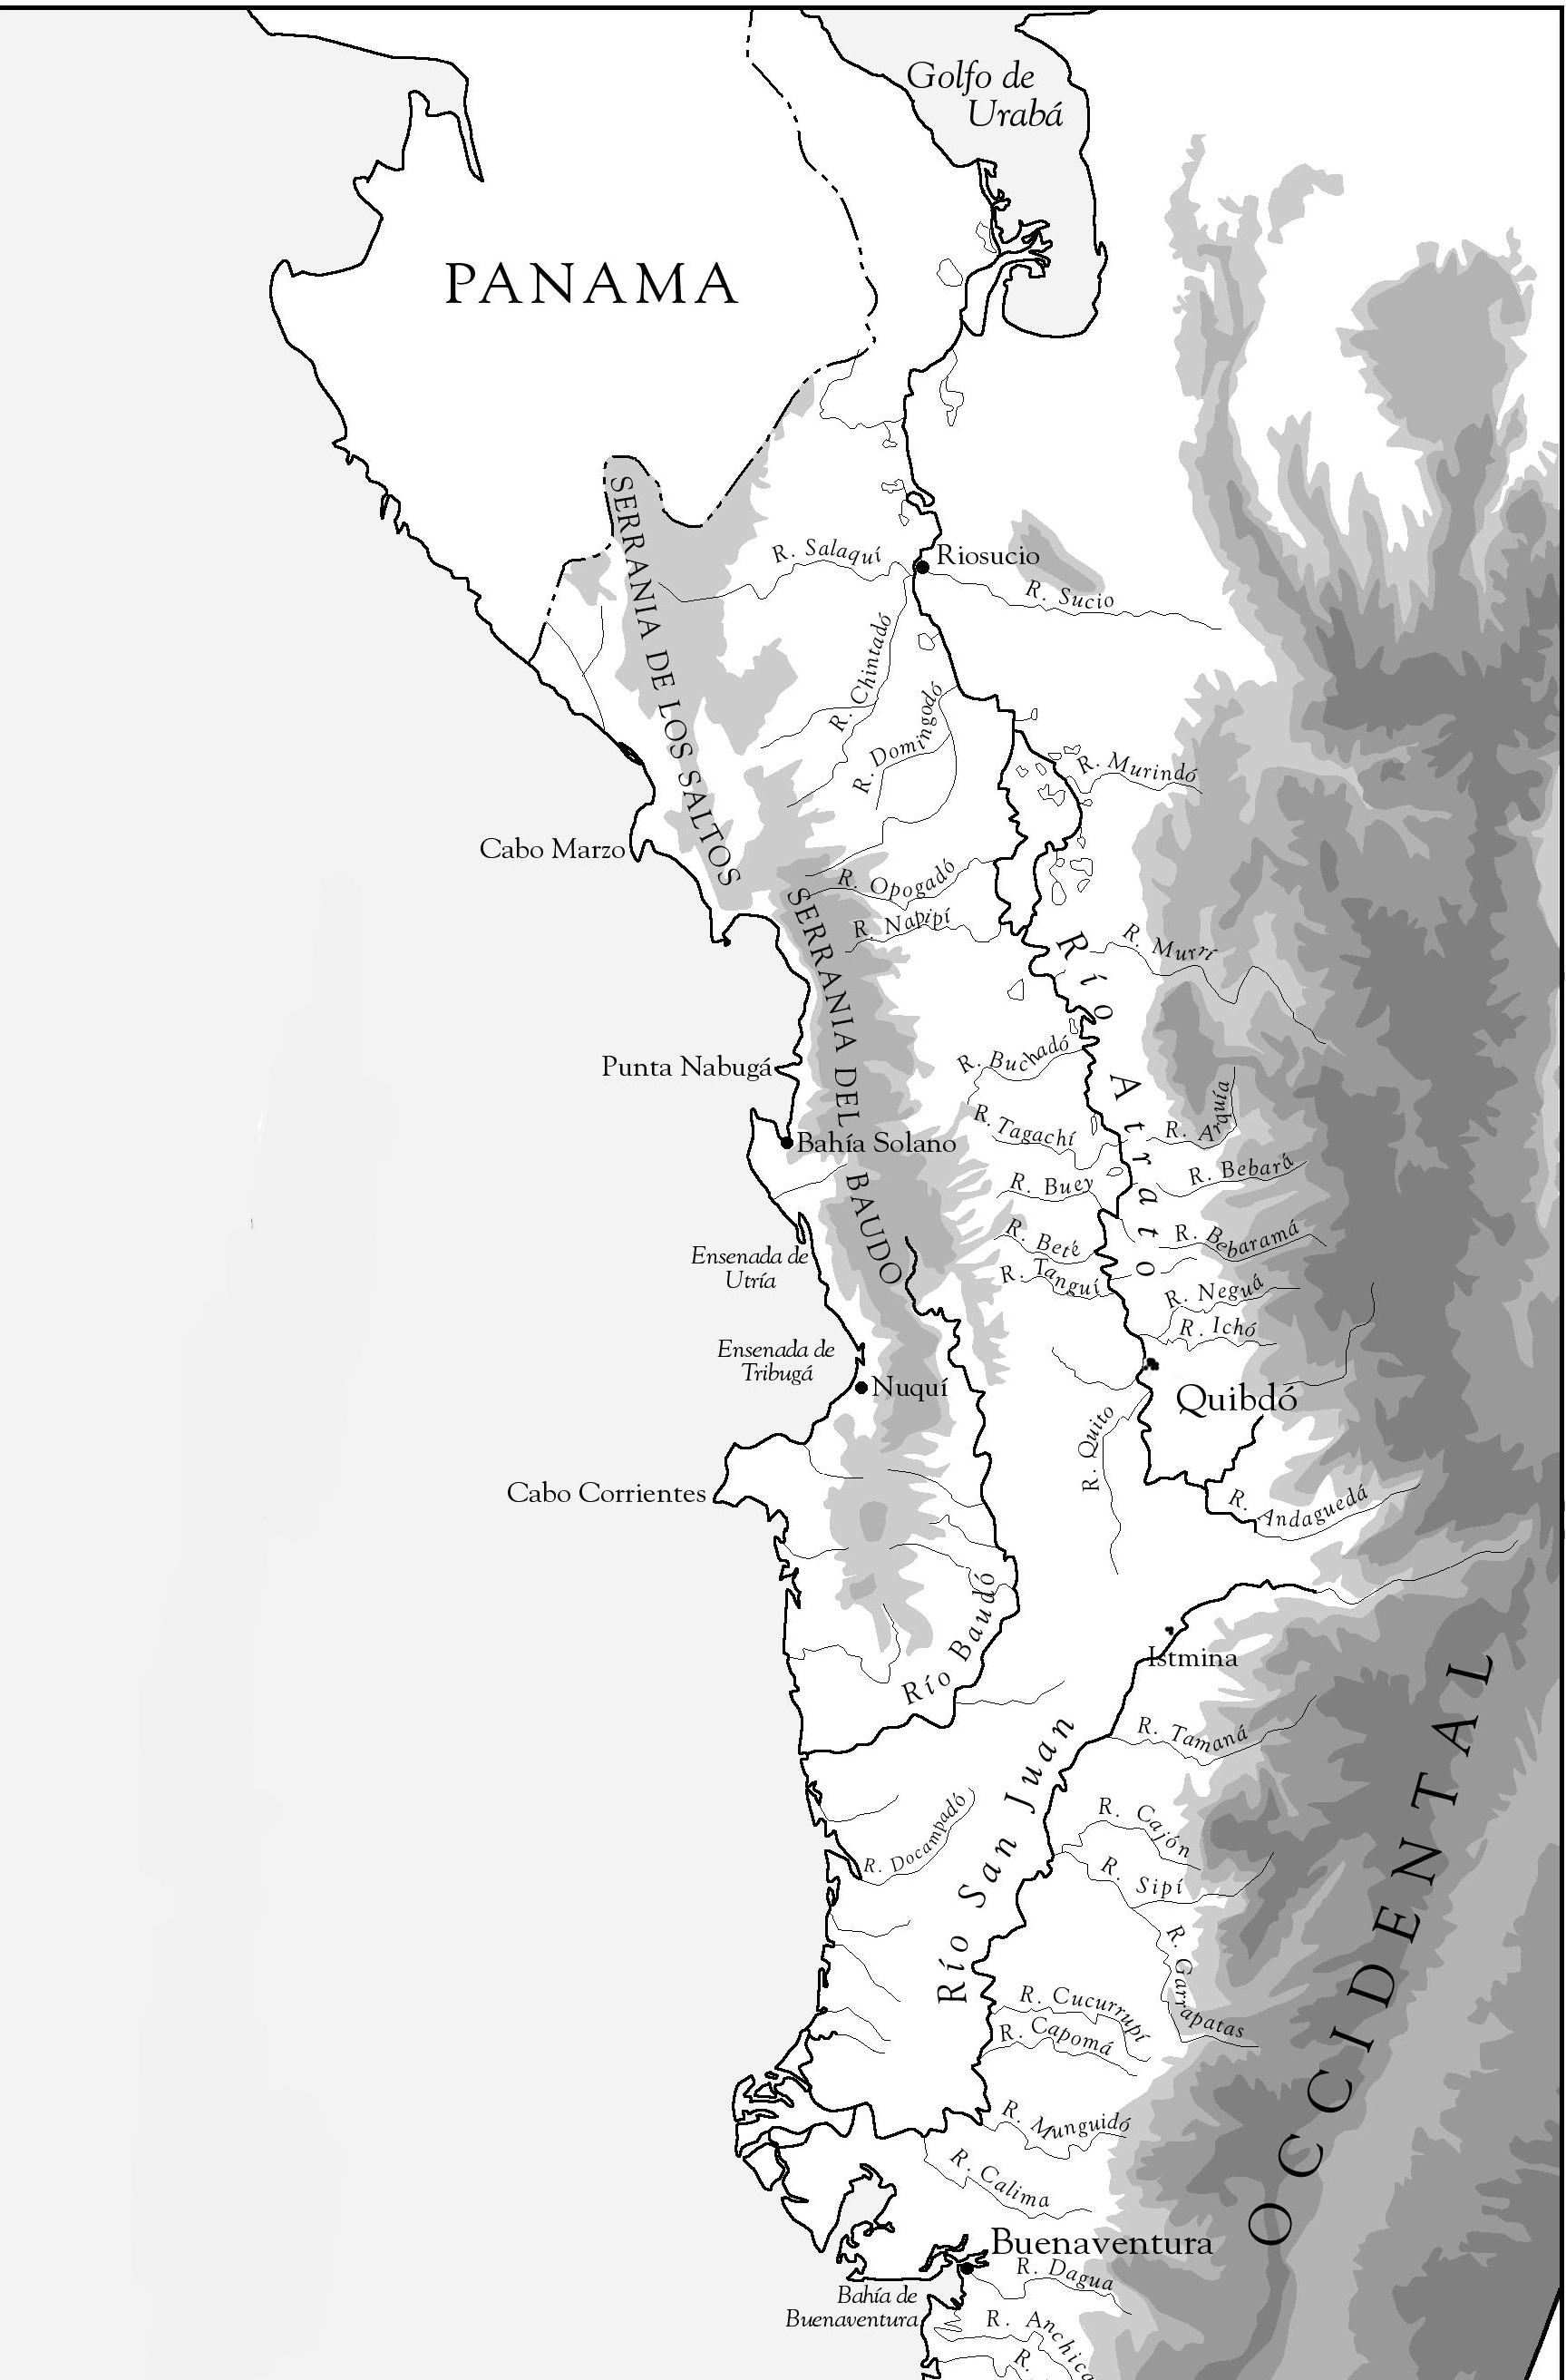 Golfo de
Urabá
PANAMA
SERRANIA DE LOS SALTOS
R. Salaquí
Riosucio
R. Sucio
R. Chintadó
R. Domingodó
R. Murindó
Cabo Marzo
R. Opogadó
R. Napipí
SERRANIA DEL BAUDO
Río Atrato
R. Murrí
R. Buchadó
Punta Nabugá
R. Tagachí
R. Arquía
Bahía Solano
R. Bebará
R. Buey
R. Beté
R. Bebaramá
Ensenada de
Utría
R. Tanguí
R. Neguá
R. Ichó
Ensenada de
Tribugá
Nuquí
Quibdó
R. Quito
Cabo Corrientes
R. Andaguedá
Río Baudó
Istmina
R. Tamaná
Río San Juan
R. Docampadó
R. Cajón
R. Sipí
R. Garrapatas
OCCIDENTAL
R. Cucurrupí
R. Capomá
R. Munguidó
R. Calima
Buenaventura
R. Dagua
Bahía de
Buenaventura
R. Anchica
R.